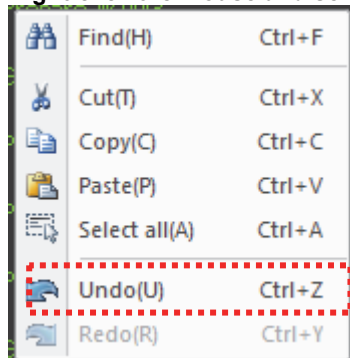 Find(H) Ctrl+F
Cut(T) Ctrl+X
Copy(C) Ctrl+C
Paste(P) Ctrl+V
Select all(A) Ctrl+A
Undo(U) Ctrl+Z
Redo(R) Ctrl+Y